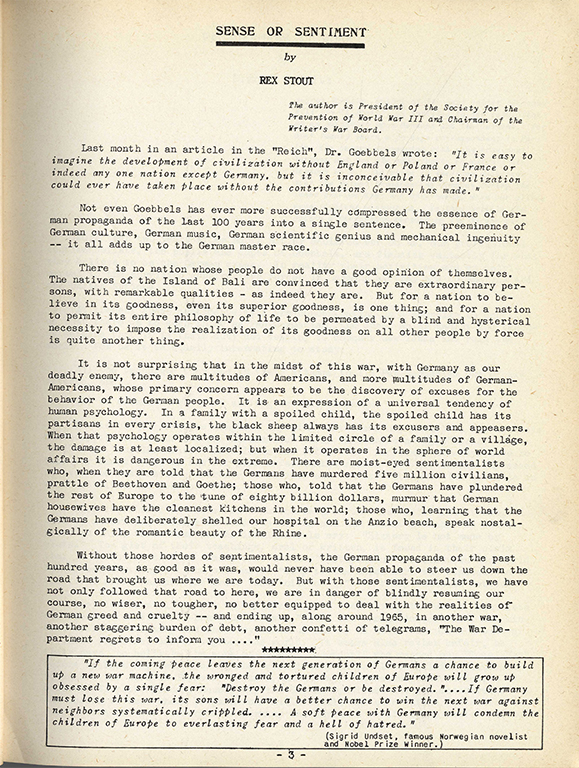 SENSE OR SENTIMENT
by
REX STOUT
The author is President of the Society for the
Prevention of World War III and Chairman of the
Writer's War Board.
Last month in an article in the "Reich", Dr. Goebbels wrote: "It is easy to
imagine the development of civilization without England or Poland or France or
indeed any one nation except Germany, but it is inconceivable that civilization
could ever have taken place without the contributions Germany has made."
Not even Goebbels has ever more successfully compressed the essence of Ger-
man propaganda of the last 100 years into a single sentence. The preeminence of
German culture, German music, German scientific genius and mechanical ingenuity
-- it all adds up to the German master race.
There is no nation whose people do not have a good opinion of themselves.
The natives of the Island of Bali are convinced that they are extraordinary per-
sons, with remarkable qualities - as indeed they are. But for a nation to be-
lieve in its goodness, even its superior goodness, is one thing; and for a nation
to permit its entire philosophy of life to be permeated by a blind and hysterical
necessity to impose the realization of its goodness on all other people by force
is quite another thing.
It is not surprising that in the midst of this war, with Germany as our
deadly enemy, there are multitudes of Americans, and more multitudes of German-
Americans, whose primary concern appears to be the discovery of excuses for the
behavior of the German people. It is an expression of a universal tendency of
human psychology. In a family with a spoiled child, the spoiled child has its
partisans in every crisis, the black sheep always has its excusers and appeasers.
When that psychology operates within the limited circle of a family or a village,
the damage is at least localized; but when it operates in the sphere of world
affairs it is dangerous in the extreme. There are moist-eyed sentimentalists
who, when they are told that the Germans have murdered five million civilians,
prattle of Beethoven and Goethe; those who, told that the Germans have plundered
the rest of Europe to the tune of eighty billion dollars, murmur that German
housewives have the cleanest kitchens in the world; those who, learning that the
Germans have deliberately shelled our hospital on the Anzio beach, speak nostal-
gically of the romantic beauty of the Rhine.
Without those hordes of sentimentalists, the German propaganda of the past
hundred years, as good as it was, would never have been able to steer us down the
road that brought us where we are today. But with those sentimentalists, we have
not only followed that road to here, we are in danger of blindly resuming our
course, no wiser, no tougher, no better equipped to deal with the realities of
German greed and cruelty -- and ending up, along around 1965, in another war,
another staggering burden of debt, another confetti of telegrams, "The War De-
partment regrets to inform you ...."
**********
"If the coming peace leaves the next generation of Germans a chance to build
up a new war machine, the wronged and tortured children of Europe will grow up
obsessed by a single fear: "Destroy the Germans or be destroyed."....If Germany
must lose this war, its sons will have a better chance to win the next war against
neighbors systematically crippled. .... A soft peace with Germany will condemn the
children of Europe to everlasting fear and a hell of hatred."
(Sigrid Undset, famous Norwegian novelist
and Nobel Prize Winner.)
- 3 -